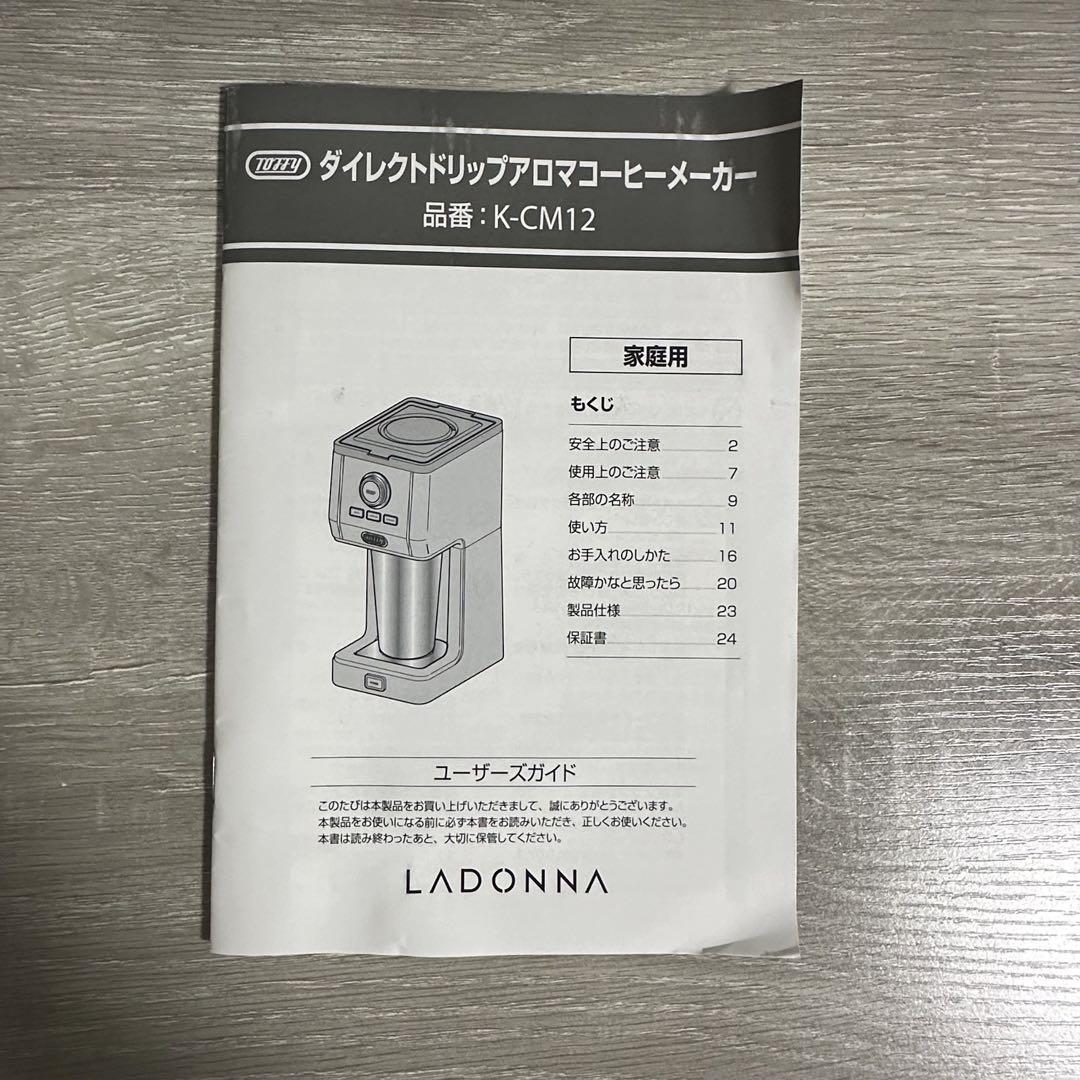 Toffy ダイレクトドリップアロマコーヒーメーカー
品番：K-CM12
家庭用
もくじ
安全上のご注意 2
使用上のご注意 7
各部の名称 9
使い方 11
お手入れのしかた 16
故障かなと思ったら 20
製品仕様 23
保証書 24
ユーザーズガイド
このたびは本製品をお買い上げいただきまして、誠にありがとうございます。
本製品をお使いになる前に必ず本書をお読みいただき、正しくお使いください。
本書は読み終わったあと、大切に保管してください。
LADONNA